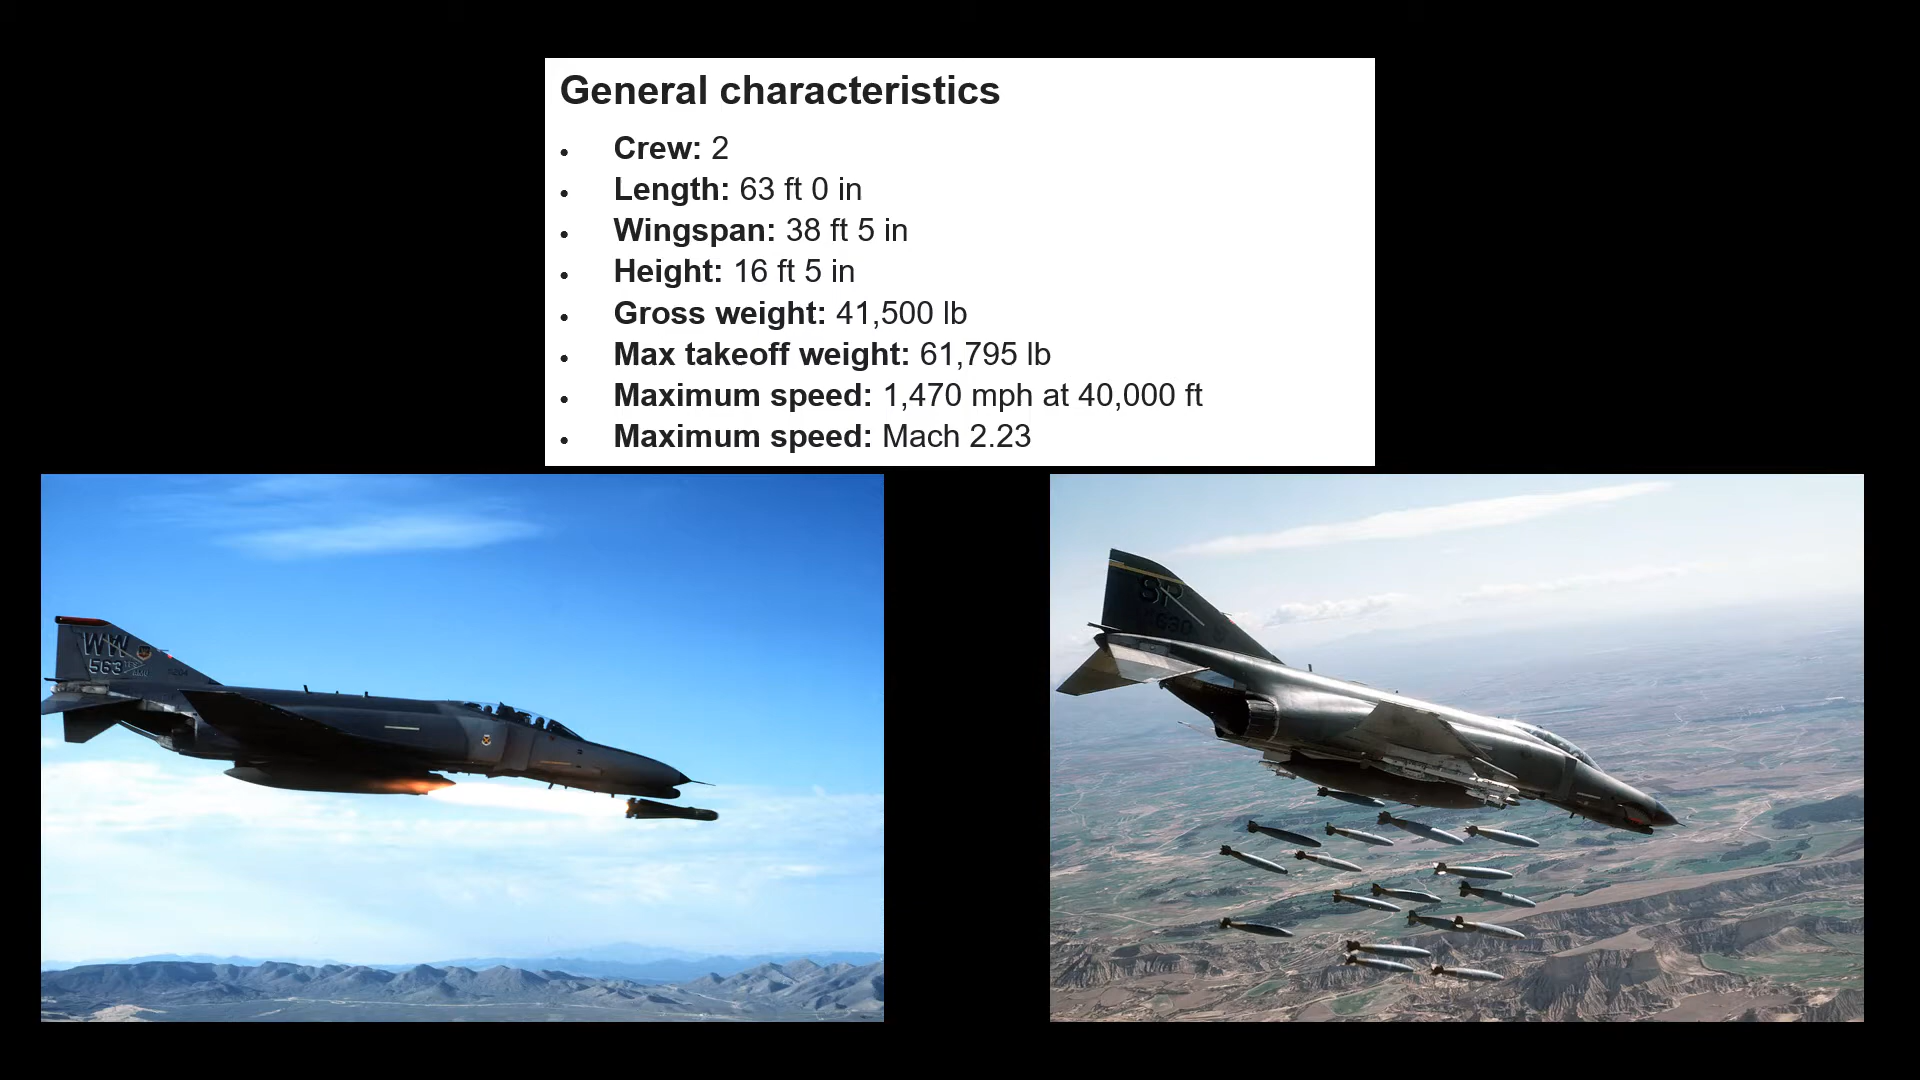 General characteristics
• Crew: 2
• Length: 63 ft 0 in
• Wingspan: 38 ft 5 in
• Height: 16 ft 5 in
• Gross weight: 41,500 lb
• Max takeoff weight: 61,795 lb
• Maximum speed: 1,470 mph at 40,000 ft
• Maximum speed: Mach 2.23
WW
563
SP
630